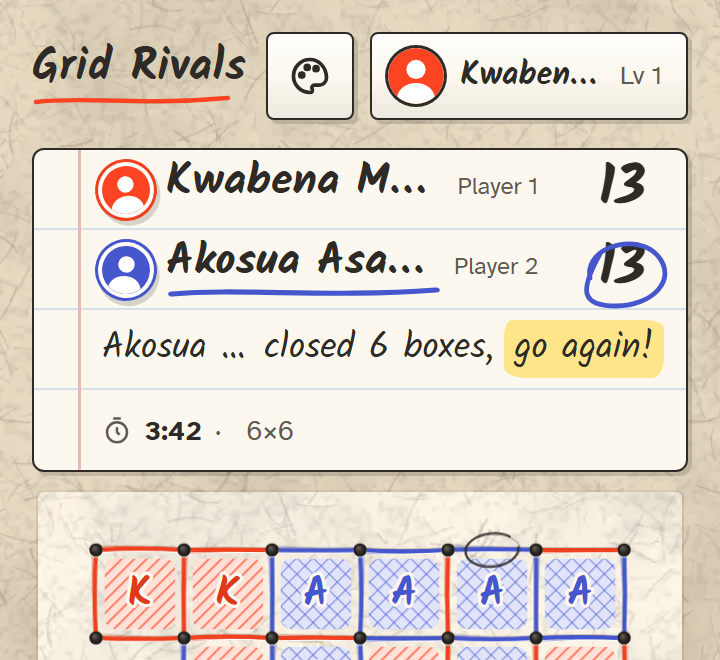 Grid Rivals
Kwaben... Lv 1
Kwabena M... Player 1 13
Akosua Asa... Player 2 13
Akosua ... closed 6 boxes, go again!
3:42 · 6×6
K K A A A A